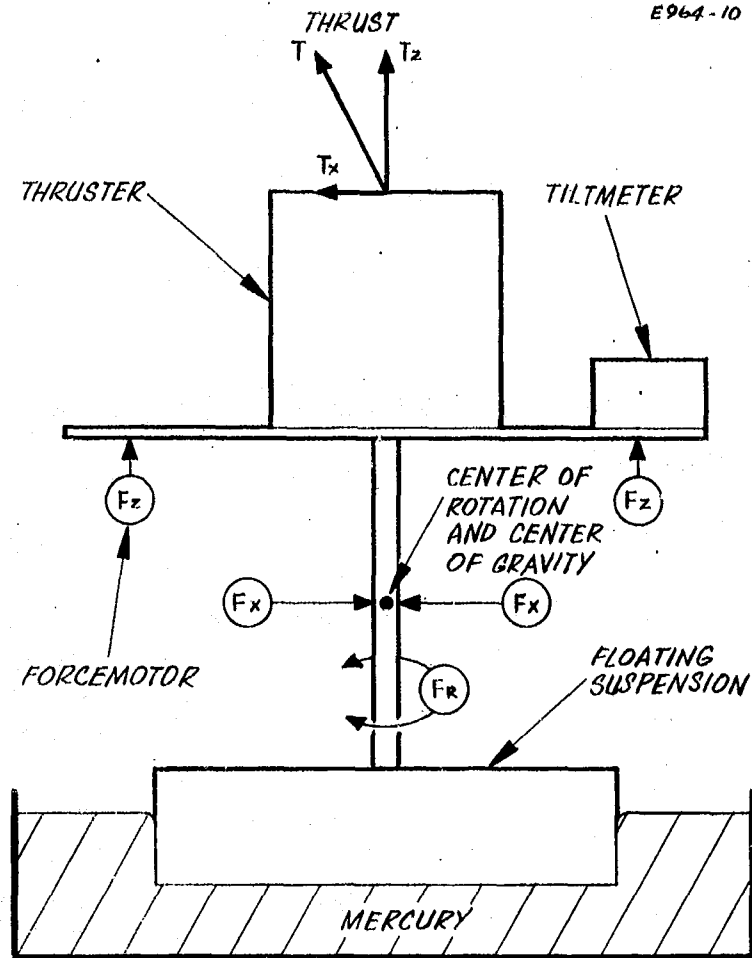 E964-10
THRUST
T
Tz
Tx
THRUSTER
TILTMETER
Fz
Fz
CENTER OF
ROTATION
AND CENTER
OF GRAVITY
Fx
Fx
FORCEMOTOR
FR
FLOATING
SUSPENSION
MERCURY